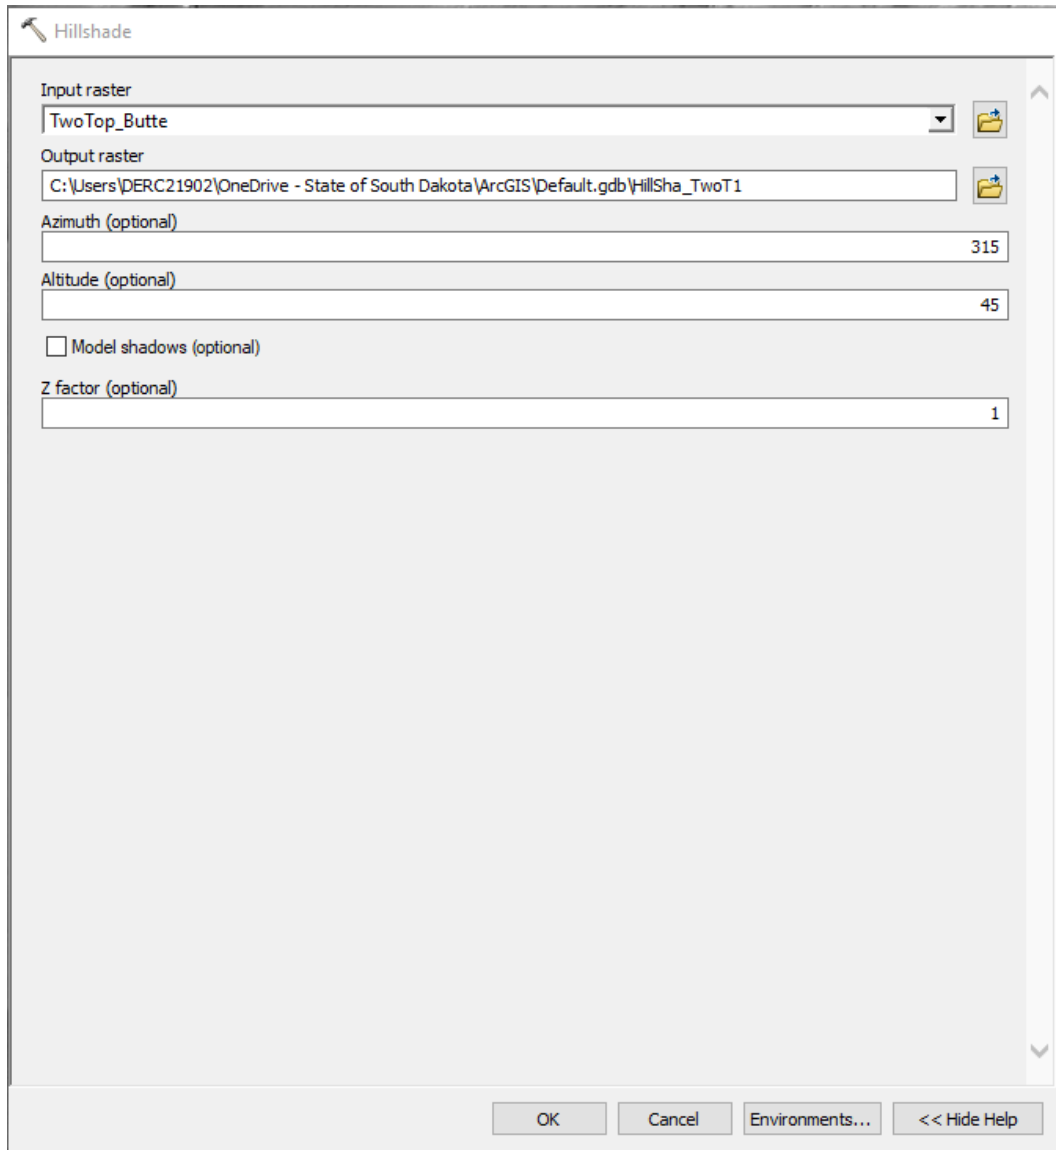 Hillshade
Input raster
TwoTop_Butte
Output raster
C:\Users\DERC21902\OneDrive - State of South Dakota\ArcGIS\Default.gdb\HillSha_TwoT1
Azimuth (optional)
315
Altitude (optional)
45
Model shadows (optional)
Z factor (optional)
1
OK Cancel Environments... << Hide Help